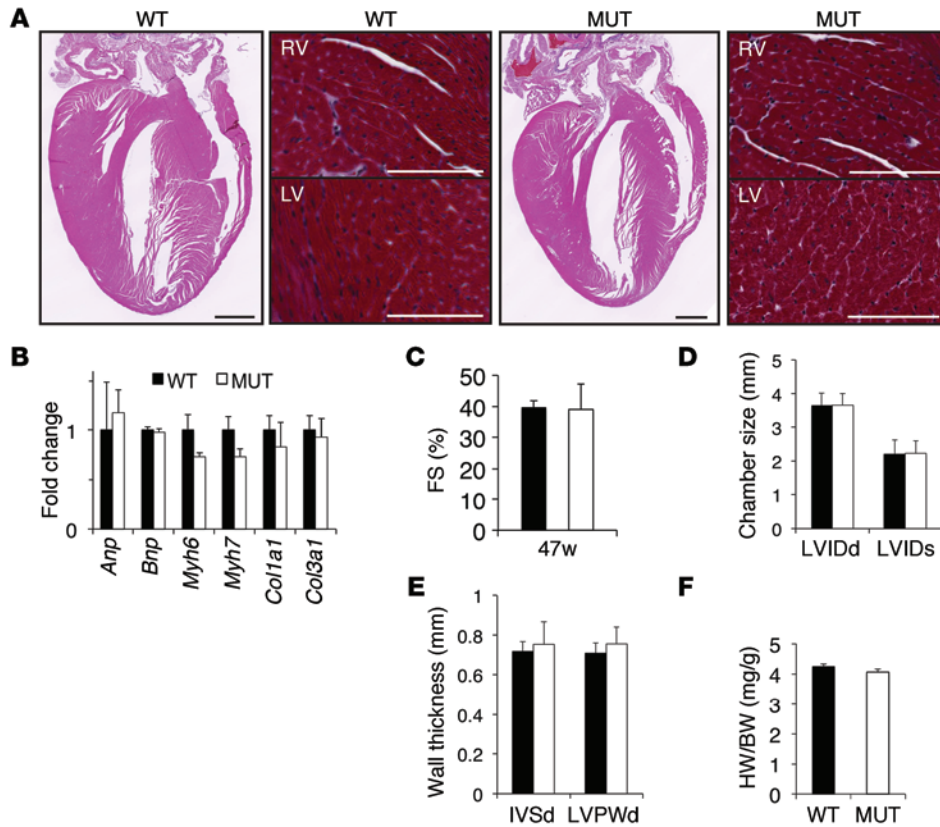 A
WT
WT
MUT
MUT
RV
LV
RV
LV
B
WT MUT
Fold change
1
0
Anp
Bnp
Myh6
Myh7
Col1a1
Col3a1
C
FS (%)
50
40
30
20
10
0
47w
D
Chamber size (mm)
5
4
3
2
1
0
LVIDd LVIDs
E
Wall thickness (mm)
1
0.8
0.6
0.4
0.2
0
IVSd LVPWd
F
HW/BW (mg/g)
5
4
3
2
1
0
WT MUT